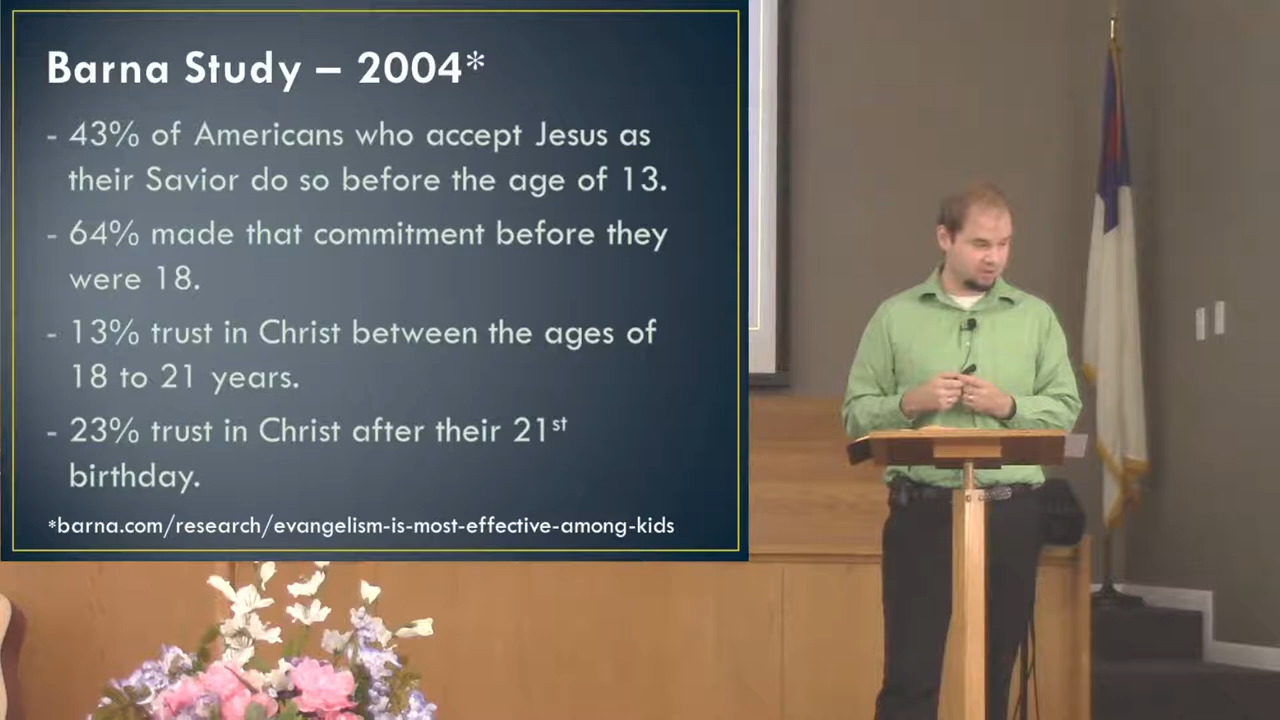 Barna Study – 2004*
- 43% of Americans who accept Jesus as
their Savior do so before the age of 13.
- 64% made that commitment before they
were 18.
- 13% trust in Christ between the ages of
18 to 21 years.
- 23% trust in Christ after their 21st
birthday.
*barna.com/research/evangelism-is-most-effective-among-kids